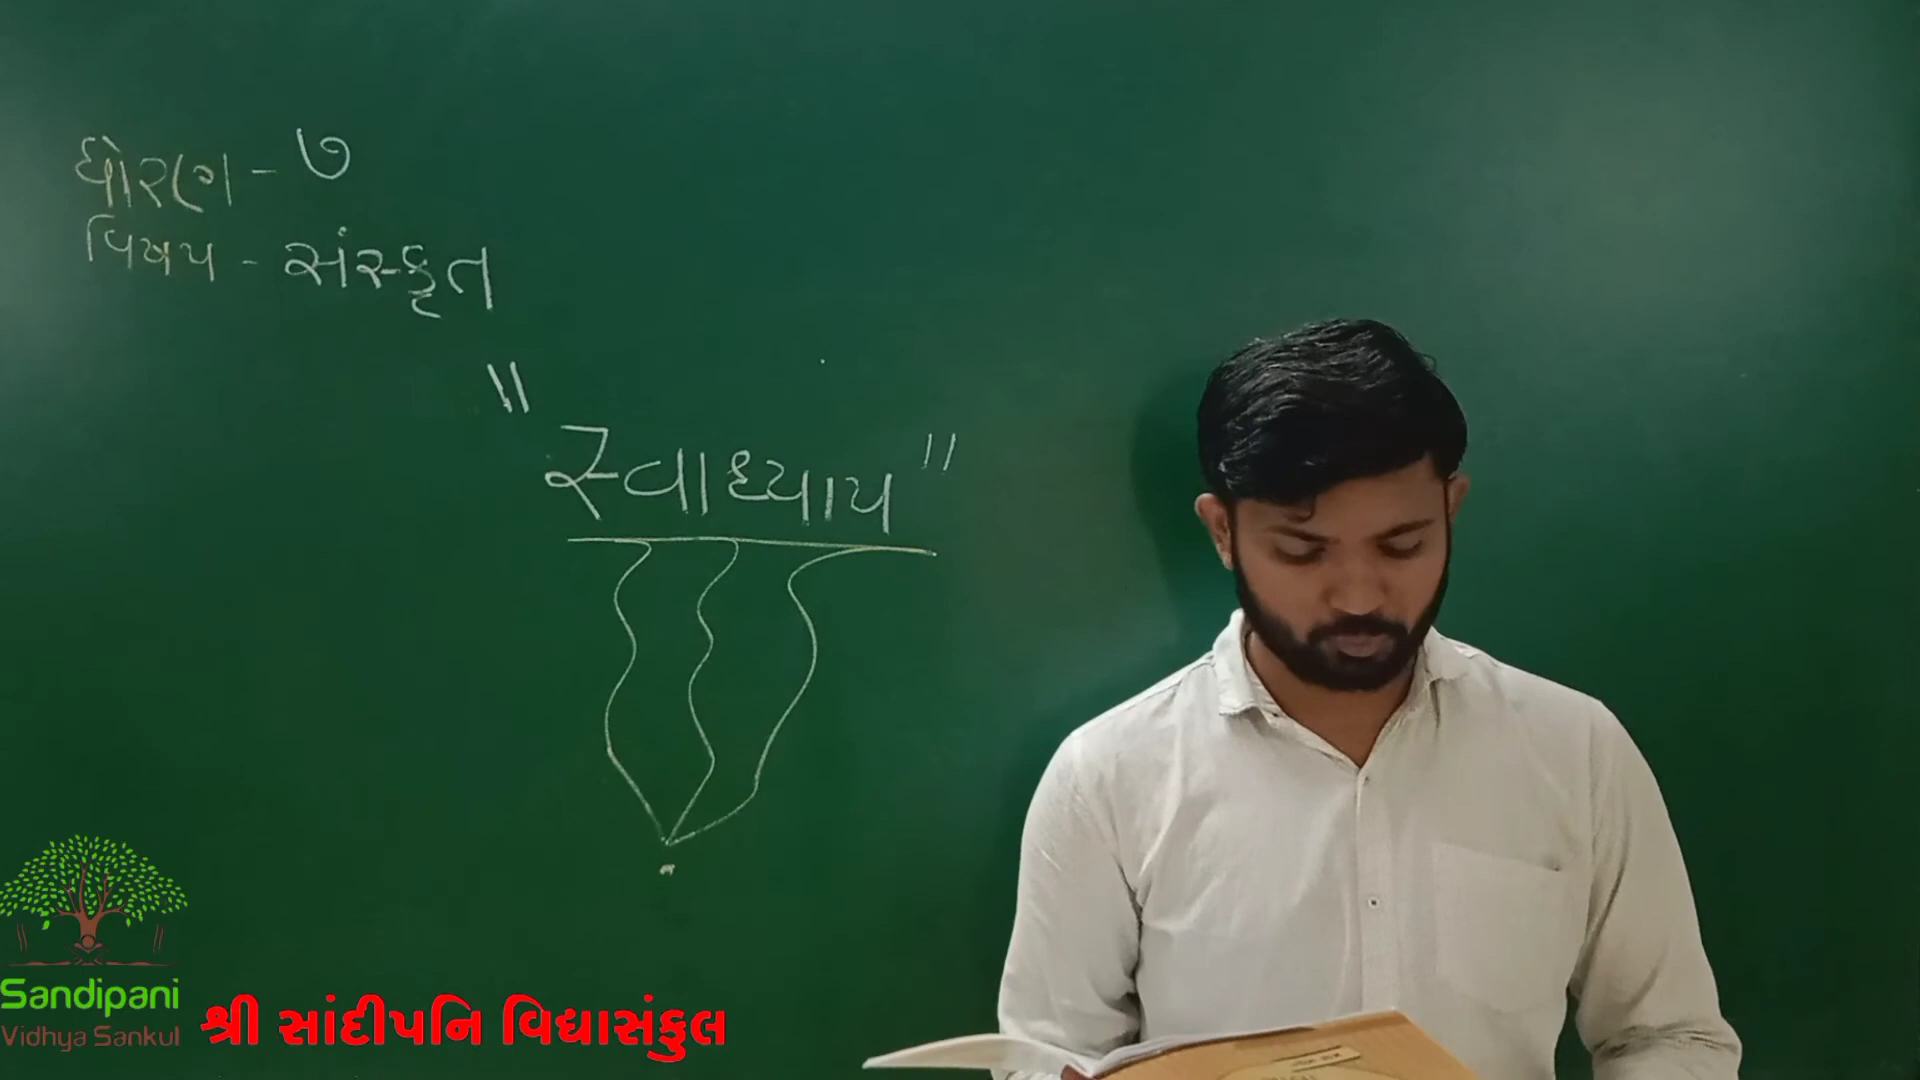 ધોરણ - ૭
વિષય - સંસ્કૃત
"સ્વાધ્યાય"
Sandipani
Vidhya Sankul
શ્રી સાંદીપનિ વિદ્યાસંકુલ